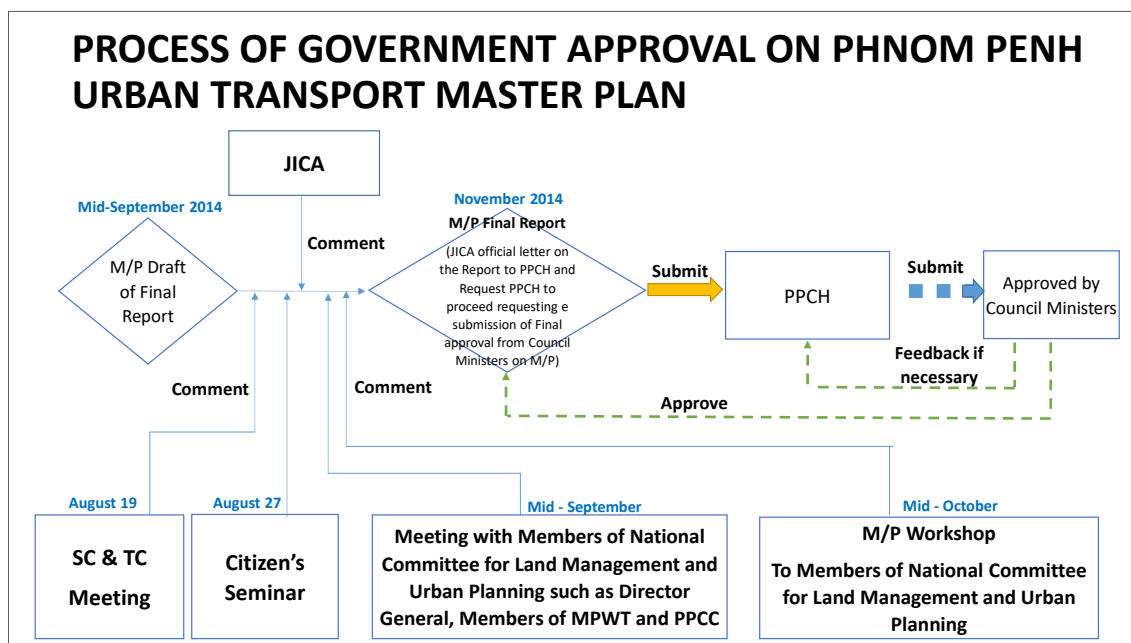 PROCESS OF GOVERNMENT APPROVAL ON PHNOM PENH
URBAN TRANSPORT MASTER PLAN
JICA
Mid-September 2014
M/P Draft
of Final
Report
Comment
November 2014
M/P Final Report
(JICA official letter on
the Report to PPCH and
Request PPCH to
proceed requesting e
submission of Final
approval from Council
Ministers on M/P)
Submit
PPCH
Submit
Approved by
Council Ministers
Feedback if
necessary
Comment
Comment
Approve
August 19
SC & TC
Meeting
August 27
Citizen’s
Seminar
Mid - September
Meeting with Members of National
Committee for Land Management and
Urban Planning such as Director
General, Members of MPWT and PPCC
Mid - October
M/P Workshop
To Members of National Committee
for Land Management and Urban
Planning